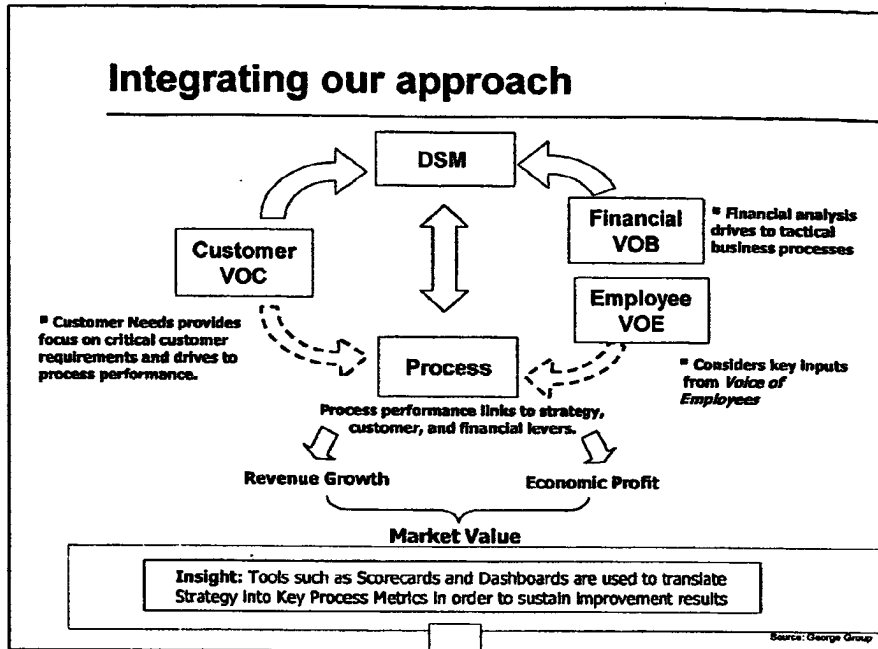 Integrating our approach
DSM
Customer
VOC
Financial
VOB
▪ Financial analysis
drives to tactical
business processes
Employee
VOE
▪ Customer Needs provides
focus on critical customer
requirements and drives to
process performance.
Process
▪ Considers key inputs
from Voice of
Employees
Process performance links to strategy,
customer, and financial levers.
Revenue Growth
Economic Profit
Market Value
Insight: Tools such as Scorecards and Dashboards are used to translate
Strategy into Key Process Metrics in order to sustain improvement results
Source: George Group